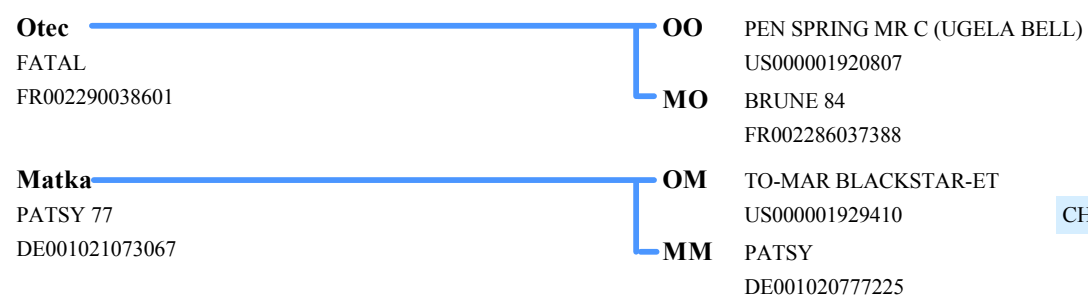 Otec
OO PEN SPRING MR C (UGELA BELL)
FATAL
US000001920807
FR002290038601
MO BRUNE 84
FR002286037388
Matka
OM TO-MAR BLACKSTAR-ET
PATSY 77
US000001929410 CH
DE001021073067
MM PATSY
DE001020777225